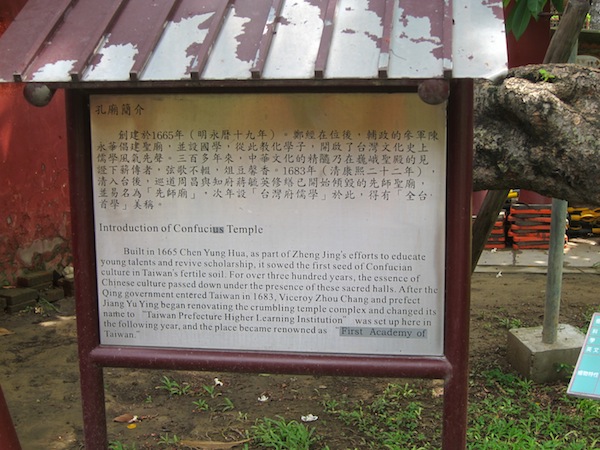 孔廟簡介
創建於1665年（明永曆十九年）。鄭經在位後，輔政的參軍陳
永華倡建聖廟，並設國學，從此教化學子，開啟了台灣文化史上
儒學風氣先聲，三百多年來，中華文化的精髓乃在巍峨聖殿的見
證下薪傳者，弦歌不輟，俎豆馨香。1683年（清康熙二十二年），
清入台後，巡道周昌與知府蔣毓英修繕已開始傾毀的先師聖廟，
並易名為「先師廟」，次年設「台灣府儒學」於此，得有「全台
首學」美稱。
Introduction of Confucius Temple
Built in 1665 Chen Yung Hua, as part of Zheng Jing's efforts to educate
young talents and revive scholarship, it sowed the first seed of Confucian
culture in Taiwan's fertile soil. For over three hundred years, the essence of
Chinese culture passed down under the presence of these sacred halls. After the
Qing government entered Taiwan in 1683, Viceroy Zhou Chang and prefect
Jiang Yu Ying began renovating the crumbling temple complex and changed its
name to "Taiwan Prefecture Higher Learning Institution" was set up here in
the following year, and the place became renowned as "First Academy of
Taiwan."